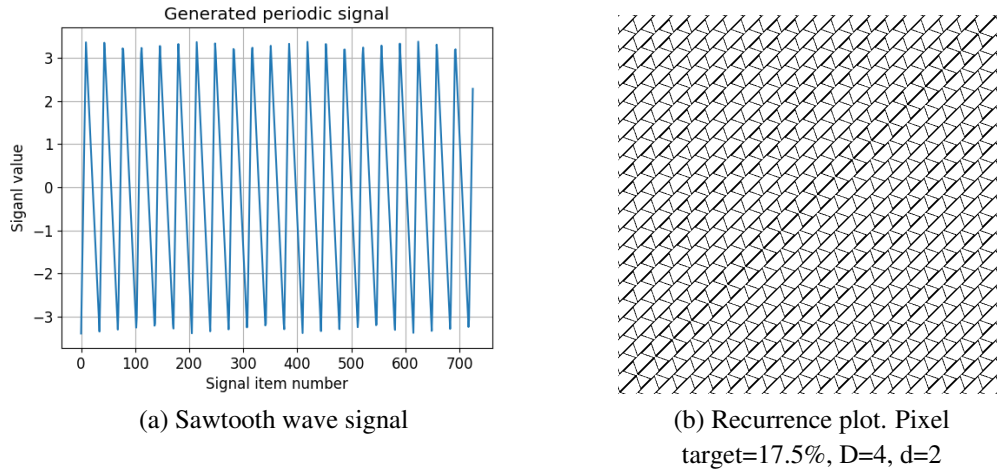 Generated periodic signal
Siganl value
3
2
1
0
−1
−2
−3
0 100 200 300 400 500 600 700
Signal item number
(a) Sawtooth wave signal
(b) Recurrence plot. Pixel
target=17.5%, D=4, d=2